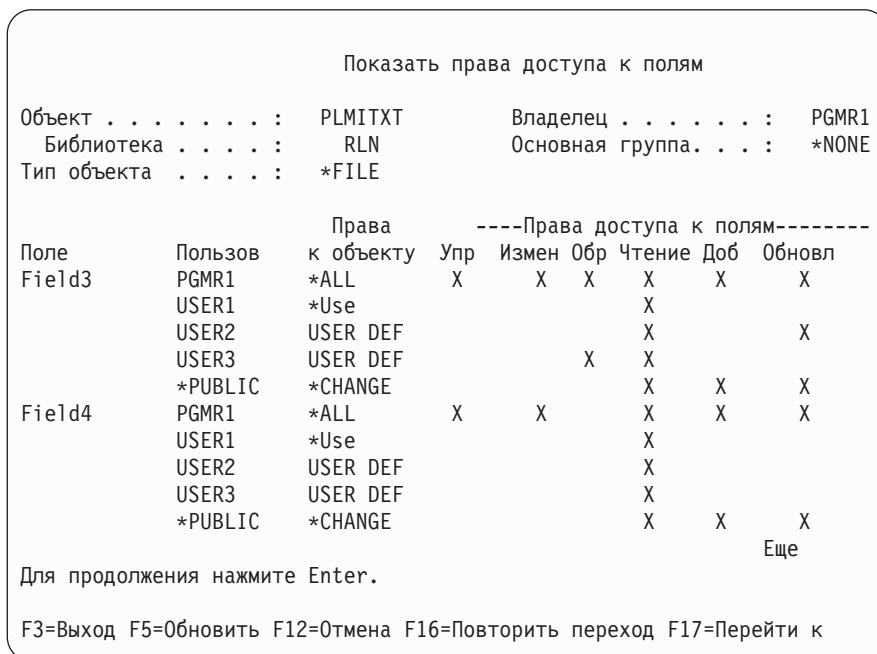 Показать права доступа к полям
Объект . . . . . . . : PLMITXT Владелец . . . . . . : PGMR1
Библиотека . . . . : RLN Основная группа. . . : *NONE
Тип объекта . . . . : *FILE
Права ----Права доступа к полям--------
Поле Пользов к объекту Упр Измен Обр Чтение Доб Обновл
Field3 PGMR1 *ALL X X X X X X
USER1 *Use X
USER2 USER DEF X X
USER3 USER DEF X X
*PUBLIC *CHANGE X X X
Field4 PGMR1 *ALL X X X X X
USER1 *Use X
USER2 USER DEF X
USER3 USER DEF X
*PUBLIC *CHANGE X X X
Еще
Для продолжения нажмите Enter.
F3=Выход F5=Обновить F12=Отмена F16=Повторить переход F17=Перейти к